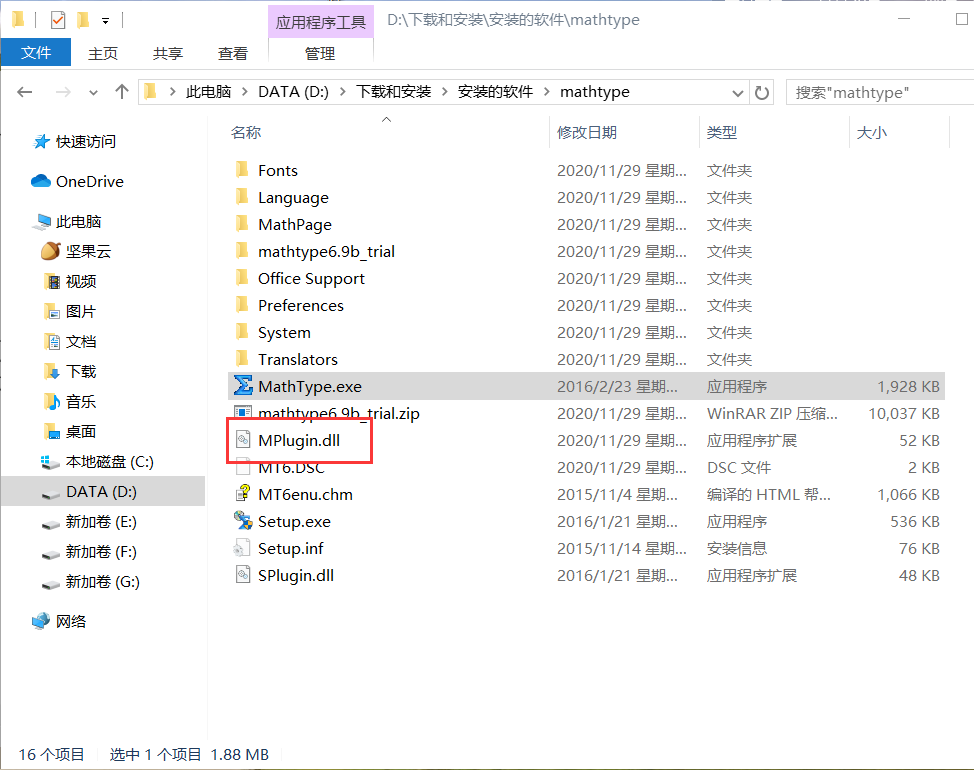 应用程序工具 D:\下载和安装\安装的软件\mathtype
文件 主页 共享 查看 管理
此电脑 DATA (D:) 下载和安装 安装的软件 mathtype 搜索"mathtype"
名称 修改日期 类型 大小
快速访问
OneDrive
此电脑
坚果云
视频
图片
文档
下载
音乐
桌面
本地磁盘 (C:)
DATA (D:)
新加卷 (E:)
新加卷 (F:)
新加卷 (G:)
网络
Fonts 2020/11/29 星期... 文件夹
Language 2020/11/29 星期... 文件夹
MathPage 2020/11/29 星期... 文件夹
mathtype6.9b_trial 2020/11/29 星期... 文件夹
Office Support 2020/11/29 星期... 文件夹
Preferences 2020/11/29 星期... 文件夹
System 2020/11/29 星期... 文件夹
Translators 2020/11/29 星期... 文件夹
MathType.exe 2016/2/23 星期... 应用程序 1,928 KB
mathtype6.9b_trial.zip 2020/11/29 星期... WinRAR ZIP 压缩... 10,037 KB
MPlugin.dll 2020/11/29 星期... 应用程序扩展 52 KB
MT6.DSC 2020/11/29 星期... DSC 文件 2 KB
MT6enu.chm 2015/11/4 星期... 编译的 HTML 帮... 1,066 KB
Setup.exe 2016/1/21 星期... 应用程序 536 KB
Setup.inf 2015/11/14 星期... 安装信息 76 KB
SPlugin.dll 2016/1/21 星期... 应用程序扩展 48 KB
16 个项目 选中 1 个项目 1.88 MB